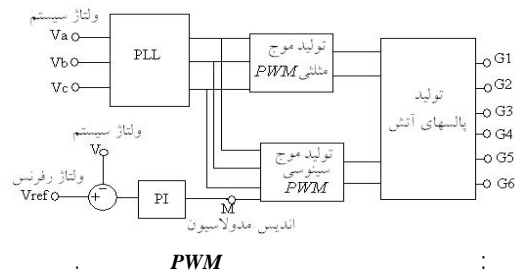 ولتاژ سیستم
Va
Vb
Vc
PLL
تولید موج
مثلثی PWM
تولید
پالسهای آتش
G1
G2
G3
G4
G5
G6
ولتاژ سیستم
V
ولتاژ رفرنس
Vref
+
−
PI
M
اندیس مدولاسیون
تولید موج
سینوسی
PWM
. PWM :